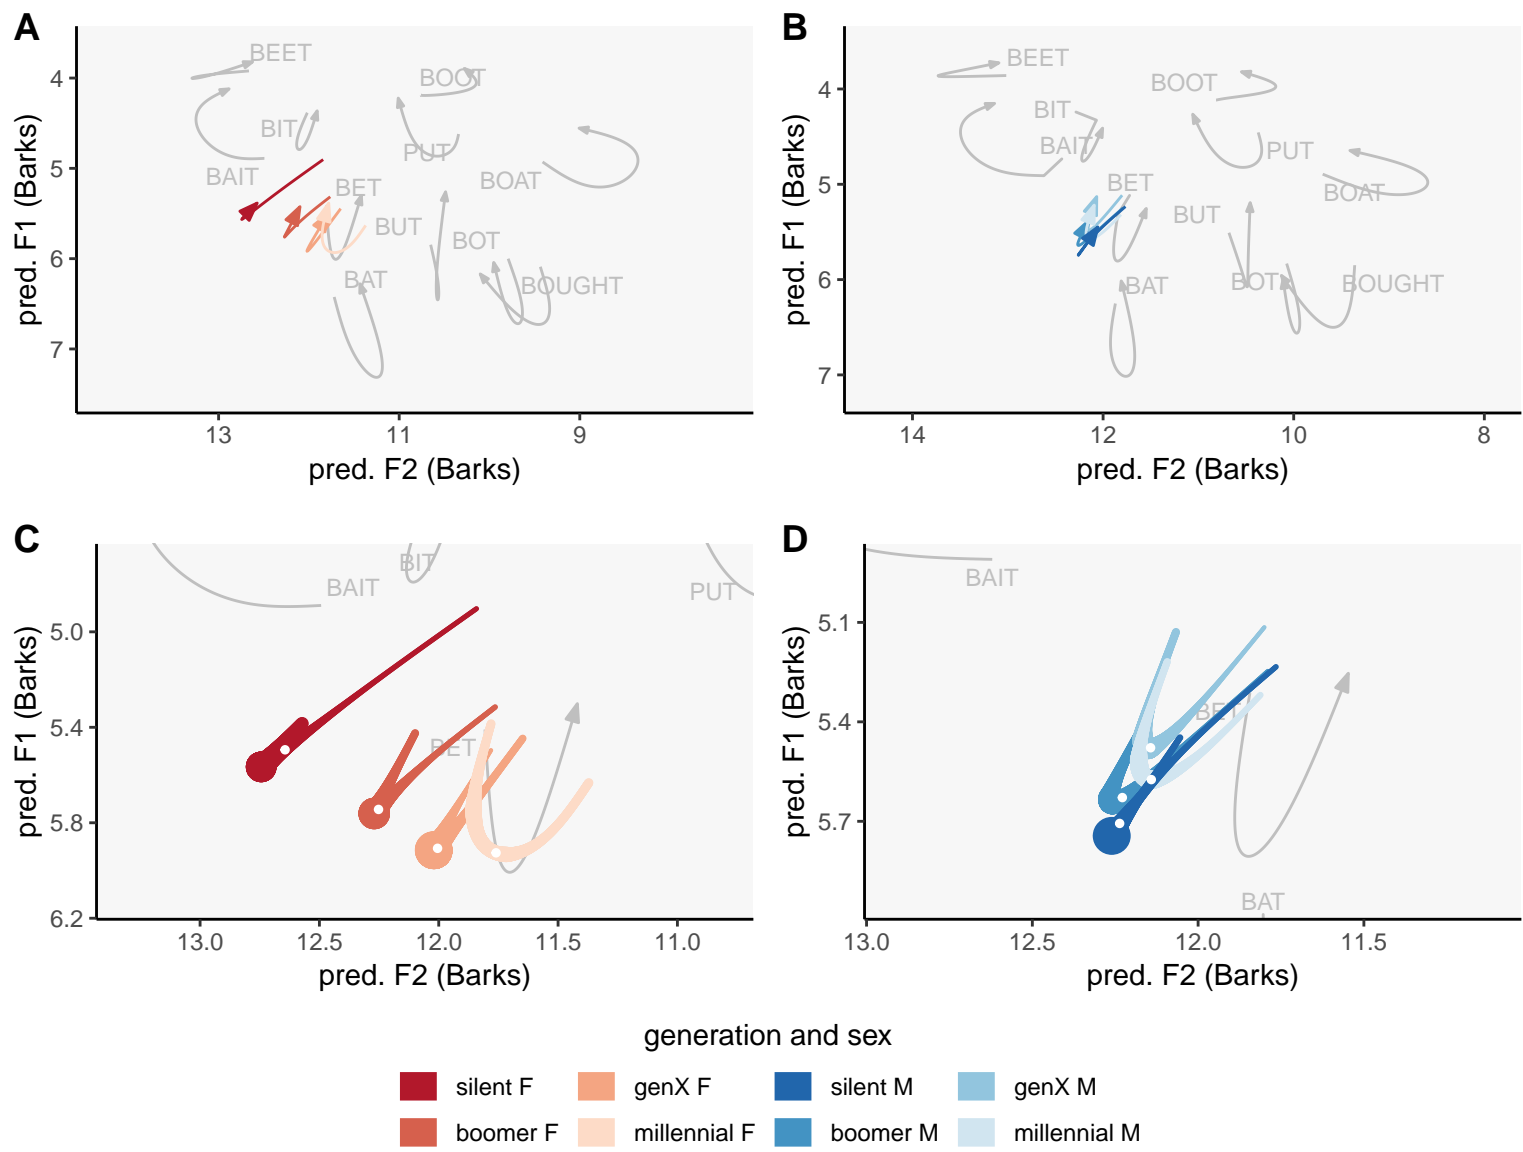 A
pred. F1 (Barks)
4
5
6
7
BEET
BOOT
BIT
PUT
BAIT
BET
BOAT
BUT
BOT
BAT
BOUGHT
13
11
9
pred. F2 (Barks)
B
pred. F1 (Barks)
4
5
6
7
BEET
BOOT
BIT
BAIT
PUT
BET
BOAT
BUT
BOT
BAT
BOUGHT
14
12
10
8
pred. F2 (Barks)
C
pred. F1 (Barks)
5.0
5.4
5.8
6.2
BIT
BAIT
PUT
BET
13.0
12.5
12.0
11.5
11.0
pred. F2 (Barks)
D
pred. F1 (Barks)
5.1
5.4
5.7
BAIT
BET
BAT
13.0
12.5
12.0
11.5
pred. F2 (Barks)
generation and sex
silent F
genX F
silent M
genX M
boomer F
millennial F
boomer M
millennial M